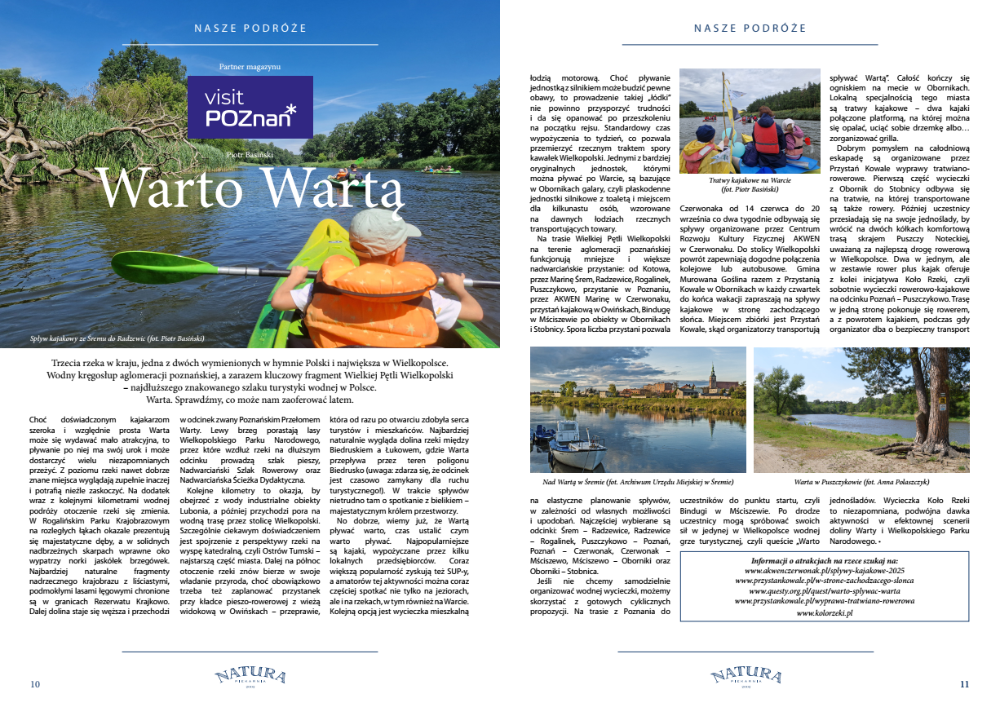 NASZE PODRÓŻE
Partner magazynu
visit
POZnan*
Piotr Basiński
Warto Wartą
Spływ kajakowy ze Śremu do Radzewic (fot. Piotr Basiński)
Trzecia rzeka w kraju, jedna z dwóch wymienionych w hymnie Polski i największa w Wielkopolsce.
Wodny kręgosłup aglomeracji poznańskiej, a zarazem kluczowy fragment Wielkiej Pętli Wielkopolski
– najdłuższego znakowanego szlaku turystyki wodnej w Polsce.
Warta. Sprawdźmy, co może nam zaoferować latem.
Choć doświadczonym kajakarzom
szeroka i względnie prosta Warta
może się wydawać mało atrakcyjna, to
pływanie po niej ma swój urok i może
dostarczyć wielu niezapomnianych
przeżyć. Z poziomu rzeki nawet dobrze
znane miejsca wyglądają zupełnie inaczej
i potrafią nieźle zaskoczyć. Na dodatek
wraz z kolejnymi kilometrami wodnej
podróży otoczenie rzeki się zmienia.
W Rogalińskim Parku Krajobrazowym
na rozległych łąkach okazale prezentują
się majestatyczne dęby, a w solidnych
nadbrzeżnych skarpach wprawne oko
wypatrzy norki jaskółek brzegówek.
Najbardziej naturalne fragmenty
nadrzecznego krajobrazu z liściastymi,
podmokłymi lasami łęgowymi chronione
są w granicach Rezerwatu Krajkowo.
Dalej dolina staje się węższa i przechodzi
w odcinek zwany Poznańskim Przełomem
Warty. Lewy brzeg porastają lasy
Wielkopolskiego Parku Narodowego,
przez które wzdłuż rzeki na dłuższym
odcinku prowadzą szlak pieszy,
Nadwarciański Szlak Rowerowy oraz
Nadwarciańska Ścieżka Dydaktyczna.
Kolejne kilometry to okazja, by
obejrzeć z wody industrialne obiekty
Lubonia, a później przychodzi pora na
wodną trasę przez stolicę Wielkopolski.
Szczególnie ciekawym doświadczeniem
jest spojrzenie z perspektywy rzeki na
wyspę katedralną, czyli Ostrów Tumski –
najstarszą część miasta. Dalej na północ
otoczenie rzeki znów bierze w swoje
władanie przyroda, choć obowiązkowo
trzeba też zaplanować przystanek
przy kładce pieszo-rowerowej z wieżą
widokową w Owińskach – przeprawie,
która od razu po otwarciu zdobyła serca
turystów i mieszkańców. Najbardziej
naturalnie wygląda dolina rzeki między
Biedruskiem a Łukowem, gdzie Warta
przepływa przez teren poligonu
Biedrusko (uwaga: zdarza się, że odcinek
jest czasowo zamykany dla ruchu
turystycznego!). W trakcie spływów
nietrudno tam o spotkanie z bielikiem –
majestatycznym królem przestworzy.
No dobrze, wiemy już, że Wartą
pływać warto, czas ustalić czym
warto pływać. Najpopularniejsze
są kajaki, wypożyczane przez kilku
lokalnych przedsiębiorców. Coraz
większą popularność zyskują też SUP-y,
a amatorów tej aktywności można coraz
częściej spotkać nie tylko na jeziorach,
ale i na rzekach, w tym również na Warcie.
Kolejną opcją jest wycieczka mieszkalną
NATURA
PIEKARNIA
2002
10
NASZE PODRÓŻE
łodzią motorową. Choć pływanie
jednostką z silnikiem może budzić pewne
obawy, to prowadzenie takiej „łódki”
nie powinno przysporzyć trudności
i da się opanować po przeszkoleniu
na początku rejsu. Standardowy czas
wypożyczenia to tydzień, co pozwala
przemierzyć rzecznym traktem spory
kawałek Wielkopolski. Jednymi z bardziej
oryginalnych jednostek, którymi
można pływać po Warcie, są bazujące
w Obornikach galary, czyli płaskodenne
jednostki silnikowe z toaletą i miejscem
dla kilkunastu osób, wzorowane
na dawnych łodziach rzecznych
transportujących towary.
Na trasie Wielkiej Pętli Wielkopolski
na terenie aglomeracji poznańskiej
funkcjonują mniejsze i większe
nadwarciańskie przystanie: od Kotowa,
przez Marinę Śrem, Radzewice, Rogalinek,
Puszczykowo, przystanie w Poznaniu,
przez AKWEN Marinę w Czerwonaku,
przystań kajakową w Owińskach, Bindugę
w Mściszewie po obiekty w Obornikach
i Stobnicy. Spora liczba przystani pozwala
Tratwy kajakowe na Warcie
(fot. Piotr Basiński)
Czerwonaka od 14 czerwca do 20
września co dwa tygodnie odbywają się
spływy organizowane przez Centrum
Rozwoju Kultury Fizycznej AKWEN
w Czerwonaku. Do stolicy Wielkopolski
powrót zapewniają dogodne połączenia
kolejowe lub autobusowe. Gmina
Murowana Goślina razem z Przystanią
Kowale w Obornikach w każdy czwartek
do końca wakacji zapraszają na spływy
kajakowe w stronę zachodzącego
słońca. Miejscem zbiórki jest Przystań
Kowale, skąd organizatorzy transportują
spływać Wartą”. Całość kończy się
ogniskiem na mecie w Obornikach.
Lokalną specjalnością tego miasta
są tratwy kajakowe – dwa kajaki
połączone platformą, na której można
się opalać, uciąć sobie drzemkę albo…
zorganizować grilla.
Dobrym pomysłem na całodniową
eskapadę są organizowane przez
Przystań Kowale wyprawy tratwiano-
rowerowe. Pierwszą część wycieczki
z Obornik do Stobnicy odbywa się
na tratwie, na której transportowane
są także rowery. Później uczestnicy
przesiadają się na swoje jednoślady, by
wrócić na dwóch kółkach komfortową
trasą skrajem Puszczy Noteckiej,
uważaną za najlepszą drogę rowerową
w Wielkopolsce. Dwa w jednym, ale
w zestawie rower plus kajak oferuje
z kolei inicjatywa Koło Rzeki, czyli
sobotnie wycieczki rowerowo-kajakowe
na odcinku Poznań – Puszczykowo. Trasę
w jedną stronę pokonuje się rowerem,
a z powrotem kajakiem, podczas gdy
organizator dba o bezpieczny transport
Nad Wartą w Śremie (fot. Archiwum Urzędu Miejskiej w Śremie)
Warta w Puszczykowie (fot. Anna Polaszczyk)
na elastyczne planowanie spływów,
w zależności od własnych możliwości
i upodobań. Najczęściej wybierane są
odcinki: Śrem – Radzewice, Radzewice
– Rogalinek, Puszczykowo – Poznań,
Poznań – Czerwonak, Czerwonak –
Mściszewo, Mściszewo – Oborniki oraz
Oborniki – Stobnica.
Jeśli nie chcemy samodzielnie
organizować wodnej wycieczki, możemy
skorzystać z gotowych cyklicznych
propozycji. Na trasie z Poznania do
uczestników do punktu startu, czyli
Bindugi w Mściszewie. Po drodze
uczestnicy mogą spróbować swoich
sił w jedynej w Wielkopolsce wodnej
grze turystycznej, czyli queście „Warto
jednośladów. Wycieczka Koło Rzeki
to niezapomniana, podwójna dawka
aktywności w efektownej scenerii
doliny Warty i Wielkopolskiego Parku
Narodowego. •
Informacji o atrakcjach na rzece szukaj na:
www.akwenczerwonak.pl/splywy-kajakowe-2025
www.przystankowale.pl/w-strone-zachodzacego-slonca
www.questy.org.pl/quest/warto-splywac-warta
www.przystankowale.pl/wyprawa-tratwiano-rowerowa
www.kolorzeki.pl
NATURA
PIEKARNIA
2002
11